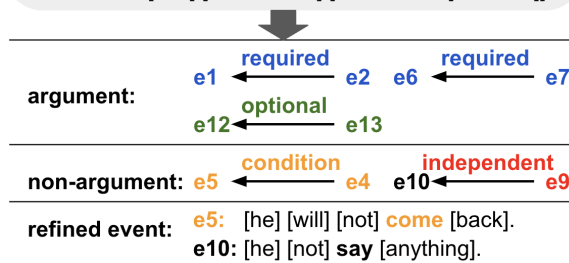 required required
e1 e2 e6 e7
argument:
optional
e12 e13
condition independent
non-argument: e5 e4 e10 e9
refined event: e5: [he] [will] [not] come [back].
e10: [he] [not] say [anything].